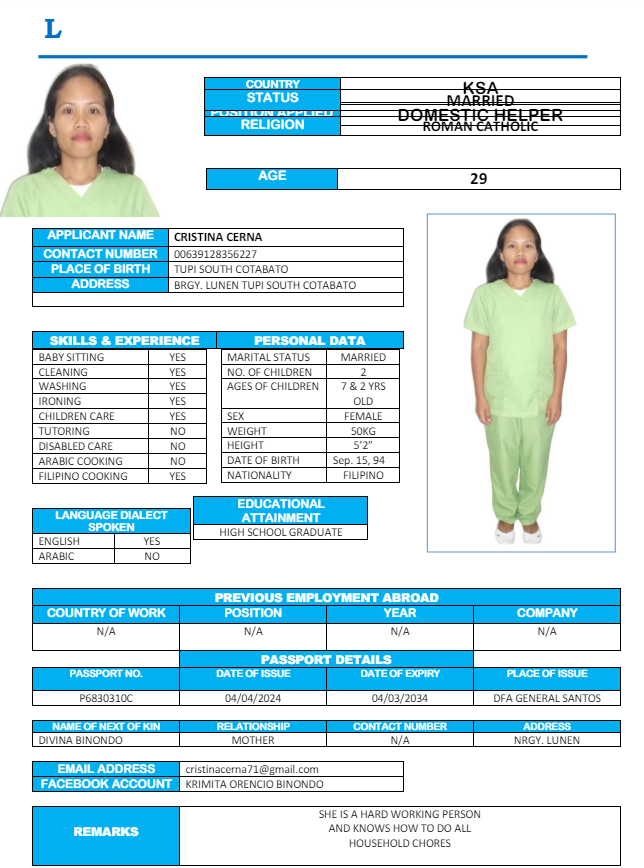 L
COUNTRY KSA
STATUS MARRIED
POSITION APPLIED DOMESTIC HELPER
RELIGION ROMAN CATHOLIC
AGE 29
APPLICANT NAME CRISTINA CERNA
CONTACT NUMBER 00639128356227
PLACE OF BIRTH TUPI SOUTH COTABATO
ADDRESS BRGY. LUNEN TUPI SOUTH COTABATO
SKILLS & EXPERIENCE PERSONAL DATA
BABY SITTING YES MARITAL STATUS MARRIED
CLEANING YES NO. OF CHILDREN 2
WASHING YES AGES OF CHILDREN 7 & 2 YRS
IRONING YES OLD
CHILDREN CARE YES SEX FEMALE
TUTORING NO WEIGHT 50KG
DISABLED CARE NO HEIGHT 5'2”
ARABIC COOKING NO DATE OF BIRTH Sep. 15, 94
FILIPINO COOKING YES NATIONALITY FILIPINO
LANGUAGE DIALECT
SPOKEN
ENGLISH YES
ARABIC NO
EDUCATIONAL
ATTAINMENT
HIGH SCHOOL GRADUATE
PREVIOUS EMPLOYMENT ABROAD
COUNTRY OF WORK POSITION YEAR COMPANY
N/A N/A N/A N/A
PASSPORT DETAILS
PASSPORT NO. DATE OF ISSUE DATE OF EXPIRY PLACE OF ISSUE
P6830310C 04/04/2024 04/03/2034 DFA GENERAL SANTOS
NAME OF NEXT OF KIN RELATIONSHIP CONTACT NUMBER ADDRESS
DIVINA BINONDO MOTHER N/A NRGY. LUNEN
EMAIL ADDRESS cristinacerna71@gmail.com
FACEBOOK ACCOUNT KRIMITA ORENCIO BINONDO
REMARKS
SHE IS A HARD WORKING PERSON
AND KNOWS HOW TO DO ALL
HOUSEHOLD CHORES